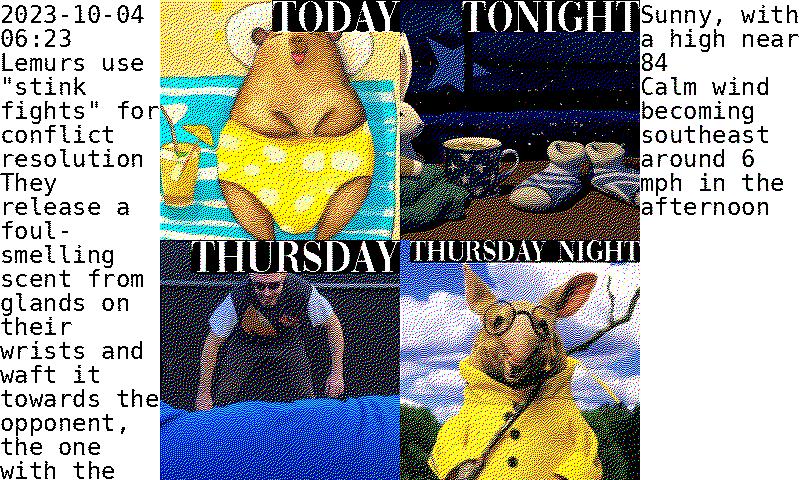 2023-10-04
06:23
Lemurs use
"stink
fights" for
conflict
resolution
They
release a
foul-
smelling
scent from
glands on
their
wrists and
waft it
towards the
opponent,
the one
with the
TODAY
TONIGHT
THURSDAY
THURSDAY NIGHT
Sunny, with
a high near
84
Calm wind
becoming
southeast
around 6
mph in the
afternoon